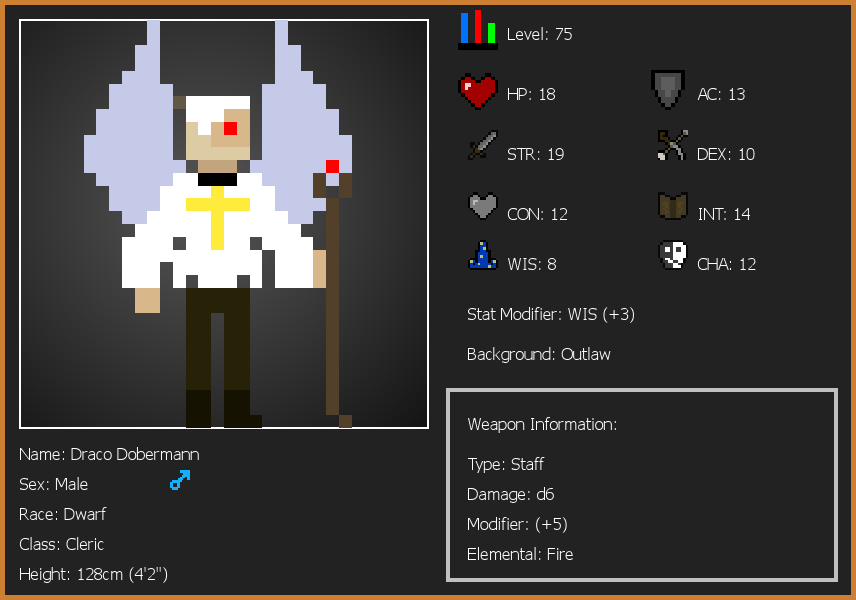 Level: 75
HP: 18
AC: 13
STR: 19
DEX: 10
CON: 12
INT: 14
WIS: 8
CHA: 12
Stat Modifier: WIS (+3)
Background: Outlaw
Weapon Information:
Type: Staff
Damage: d6
Modifier: (+5)
Elemental: Fire
Name: Draco Dobermann
Sex: Male
Race: Dwarf
Class: Cleric
Height: 128cm (4'2")